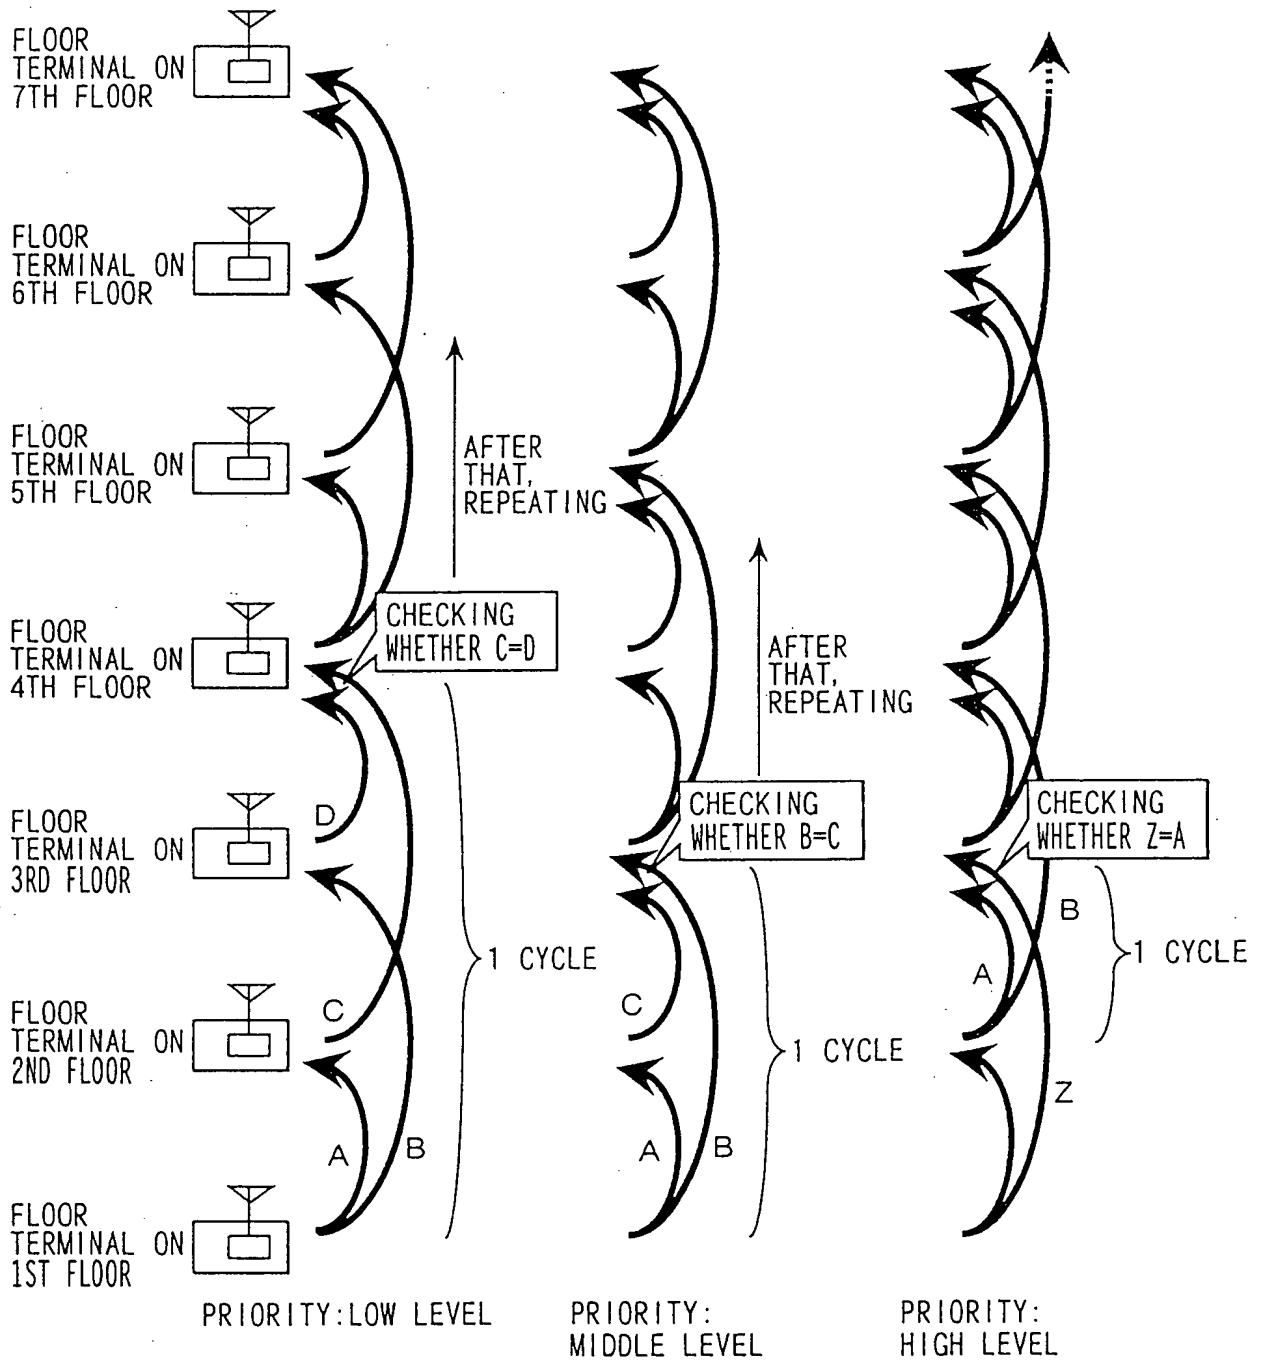 FLOOR
TERMINAL ON
7TH FLOOR
FLOOR
TERMINAL ON
6TH FLOOR
FLOOR
TERMINAL ON
5TH FLOOR
AFTER
THAT,
REPEATING
FLOOR
TERMINAL ON
4TH FLOOR
CHECKING
WHETHER C=D
AFTER
THAT,
REPEATING
FLOOR
TERMINAL ON
3RD FLOOR
D
CHECKING
WHETHER B=C
CHECKING
WHETHER Z=A
1 CYCLE
B
A
1 CYCLE
FLOOR
TERMINAL ON
2ND FLOOR
C
C
1 CYCLE
Z
A
B
A
B
FLOOR
TERMINAL ON
1ST FLOOR
PRIORITY:LOW LEVEL
PRIORITY:
MIDDLE LEVEL
PRIORITY:
HIGH LEVEL